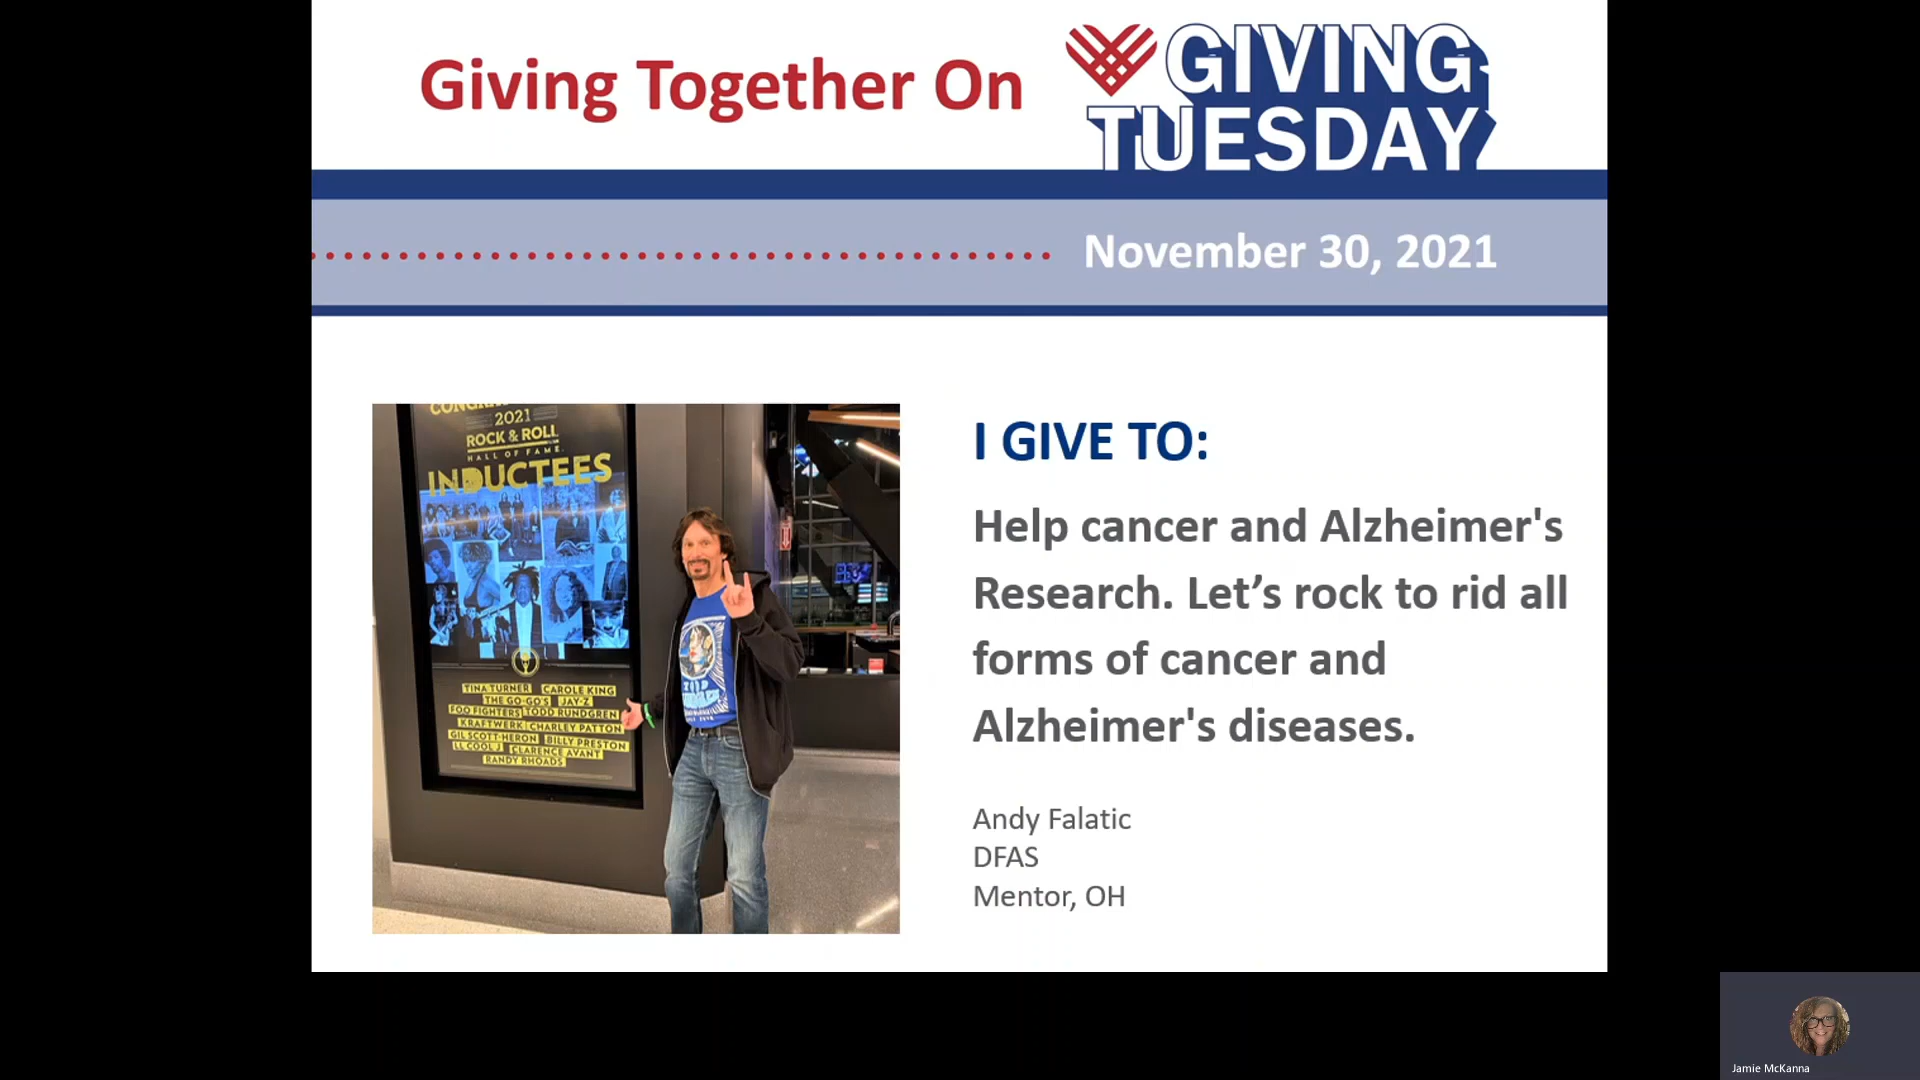 Giving Together On
GIVING
TUESDAY
November 30, 2021
2021
ROCK & ROLL
HALL OF FAME
INDUCTEES
TINA TURNER CAROLE KING
THE GO-GO'S JAY-Z
FOO FIGHTERS TODD RUNDGREN
KRAFTWERK CHARLEY PATTON
GIL SCOTT-HERON BILLY PRESTON
LL COOL J CLARENCE AVANT
RANDY RHOADS
I GIVE TO:
Help cancer and Alzheimer's
Research. Let’s rock to rid all
forms of cancer and
Alzheimer's diseases.
Andy Falatic
DFAS
Mentor, OH
Jamie McKanna